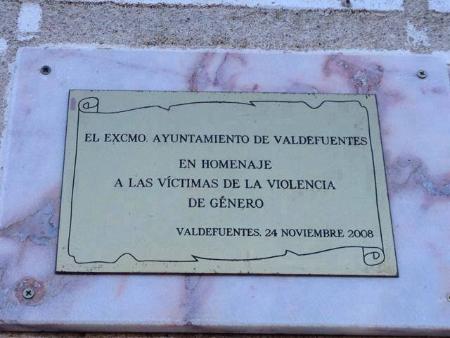 EL EXCMO. AYUNTAMIENTO DE VALDEFUENTES
EN HOMENAJE
A LAS VÍCTIMAS DE LA VIOLENCIA
DE GÉNERO
VALDEFUENTES, 24 NOVIEMBRE 2008